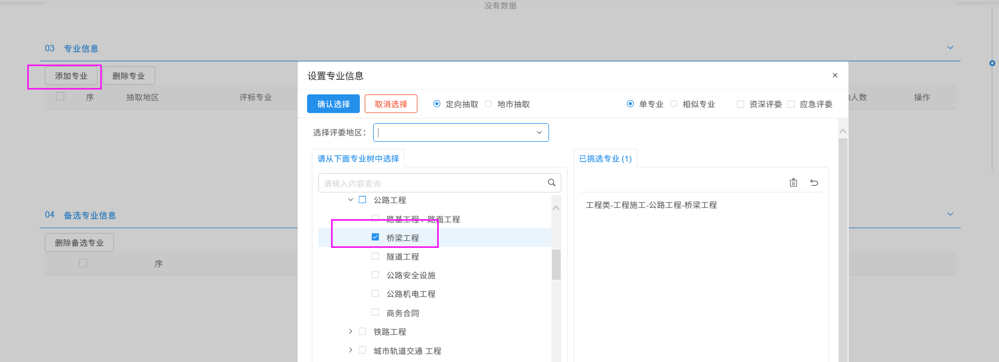 没有数据
03 专业信息
添加专业 删除专业
序 抽取地区 评标专业 人数 操作
设置专业信息
确认选择 取消选择 定向抽取 地市抽取 单专业 相似专业 资深评委 应急评委
选择评委地区：
请从下面专业树中选择
请输入内容查询
公路工程
路基工程、路面工程
桥梁工程
隧道工程
公路安全设施
公路机电工程
商务合同
铁路工程
城市轨道交通 工程
已挑选专业 (1)
工程类-工程施工-公路工程-桥梁工程
04 备选专业信息
删除备选专业
序